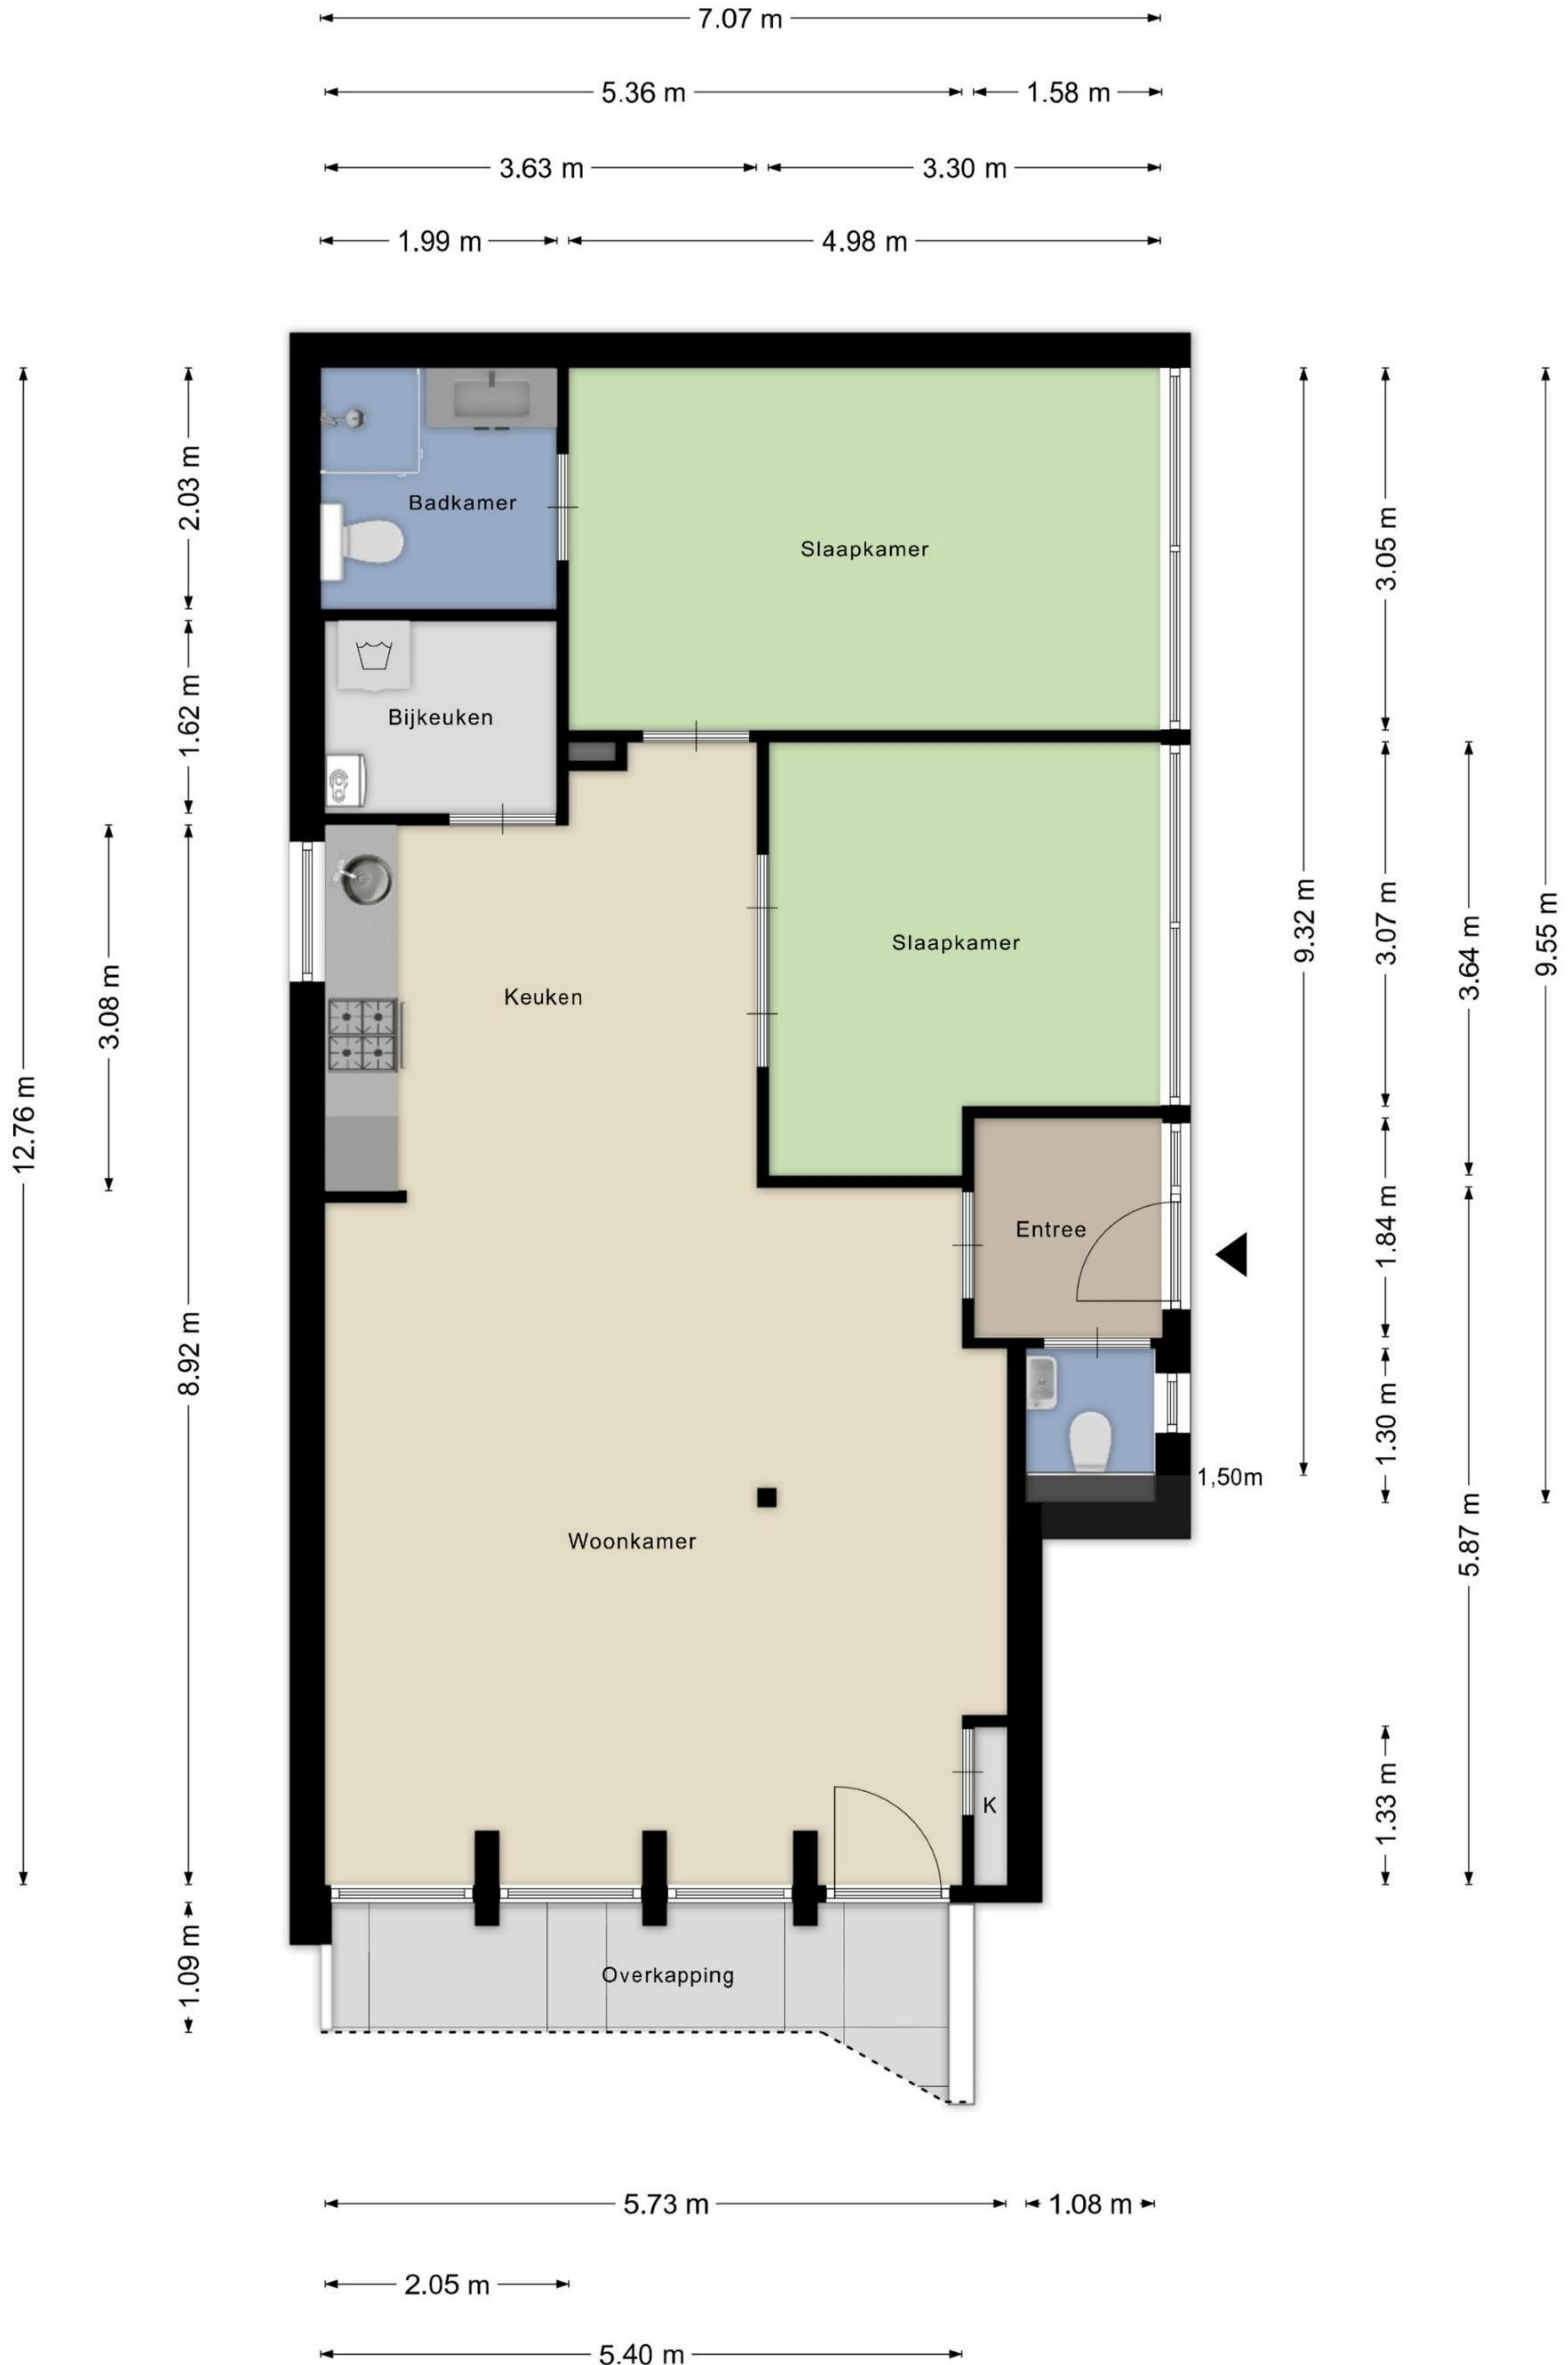 7.07 m
5.36 m
1.58 m
3.63 m
3.30 m
1.99 m
4.98 m
2.03 m
Badkamer
Slaapkamer
3.05 m
1.62 m
Bijkeuken
12.76 m
3.08 m
8.92 m
Keuken
Slaapkamer
9.32 m
3.07 m
3.64 m
9.55 m
Entree
1.84 m
1.30 m
1,50m
Woonkamer
5.87 m
K
1.33 m
1.09 m
Overkapping
5.73 m
1.08 m
2.05 m
5.40 m